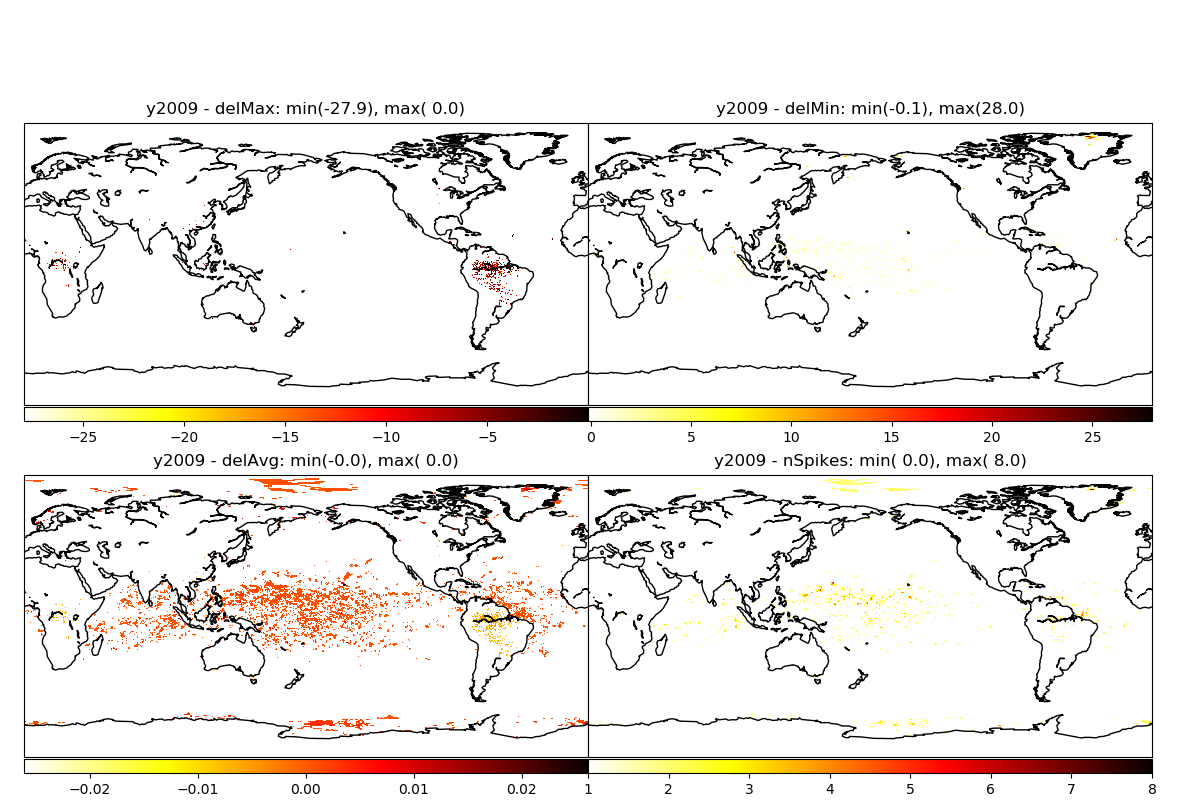 y2009 - delMax: min(-27.9), max( 0.0)
y2009 - delMin: min(-0.1), max(28.0)
−25 −20 −15 −10 −5
0 5 10 15 20 25
y2009 - delAvg: min(-0.0), max( 0.0)
y2009 - nSpikes: min( 0.0), max( 8.0)
−0.02 −0.01 0.00 0.01 0.02
1 2 3 4 5 6 7 8